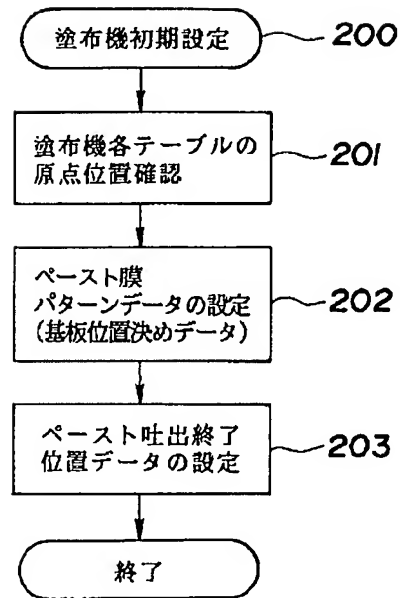 塗布機初期設定 200
塗布機各テーブルの
原点位置確認
201
ペースト膜
パターンデータの設定
(基板位置決めデータ)
202
ペースト吐出終了
位置データの設定
203
終了